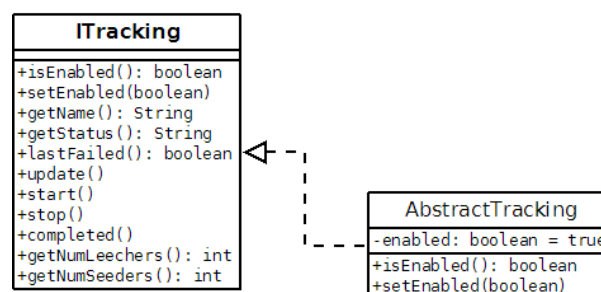 ITracking
+isEnabled(): boolean
+setEnabled(boolean)
+getName(): String
+getStatus(): String
+lastFailed(): boolean
+update()
+start()
+stop()
+completed()
+getNumLeechers(): int
+getNumSeeders(): int
AbstractTracking
-enabled: boolean = true
+isEnabled(): boolean
+setEnabled(boolean)